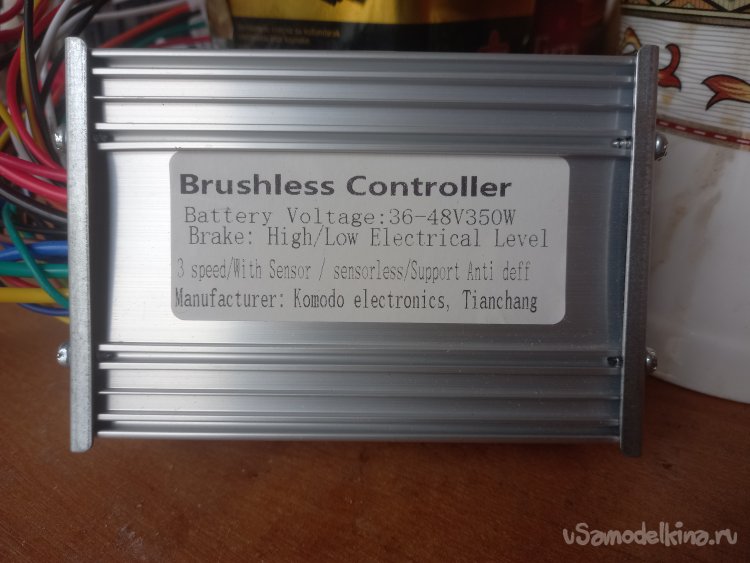 Brushless Controller
Battery Voltage:36-48V350W
Brake: High/Low Electrical Level
3 speed/With Sensor / sensorless/Support Anti deff
Manufacturer: Komodo electronics, Tianchang
vSamodelkina.ru